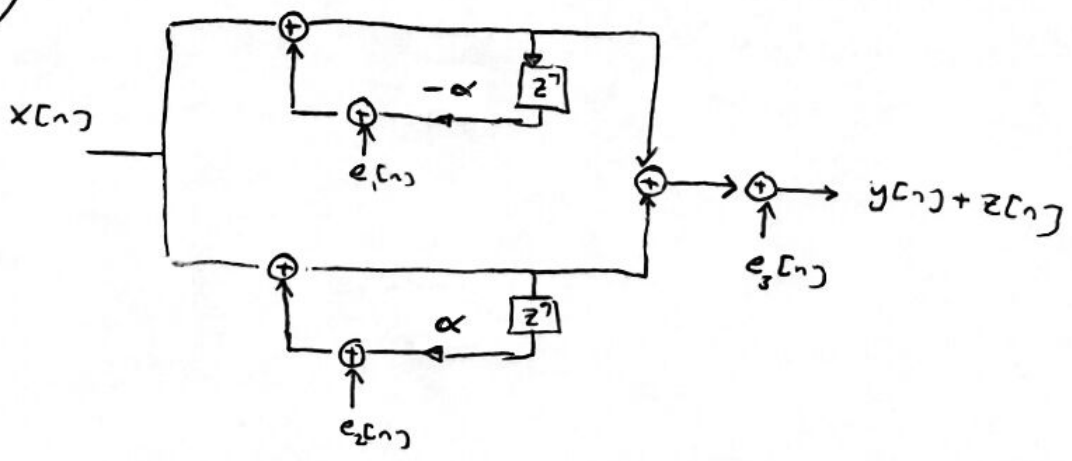 +
-α
z⁻¹
x[n]
+
e₁[n]
+
+
y[n] + z[n]
e₃[n]
+
α
z⁻¹
+
e₂[n]